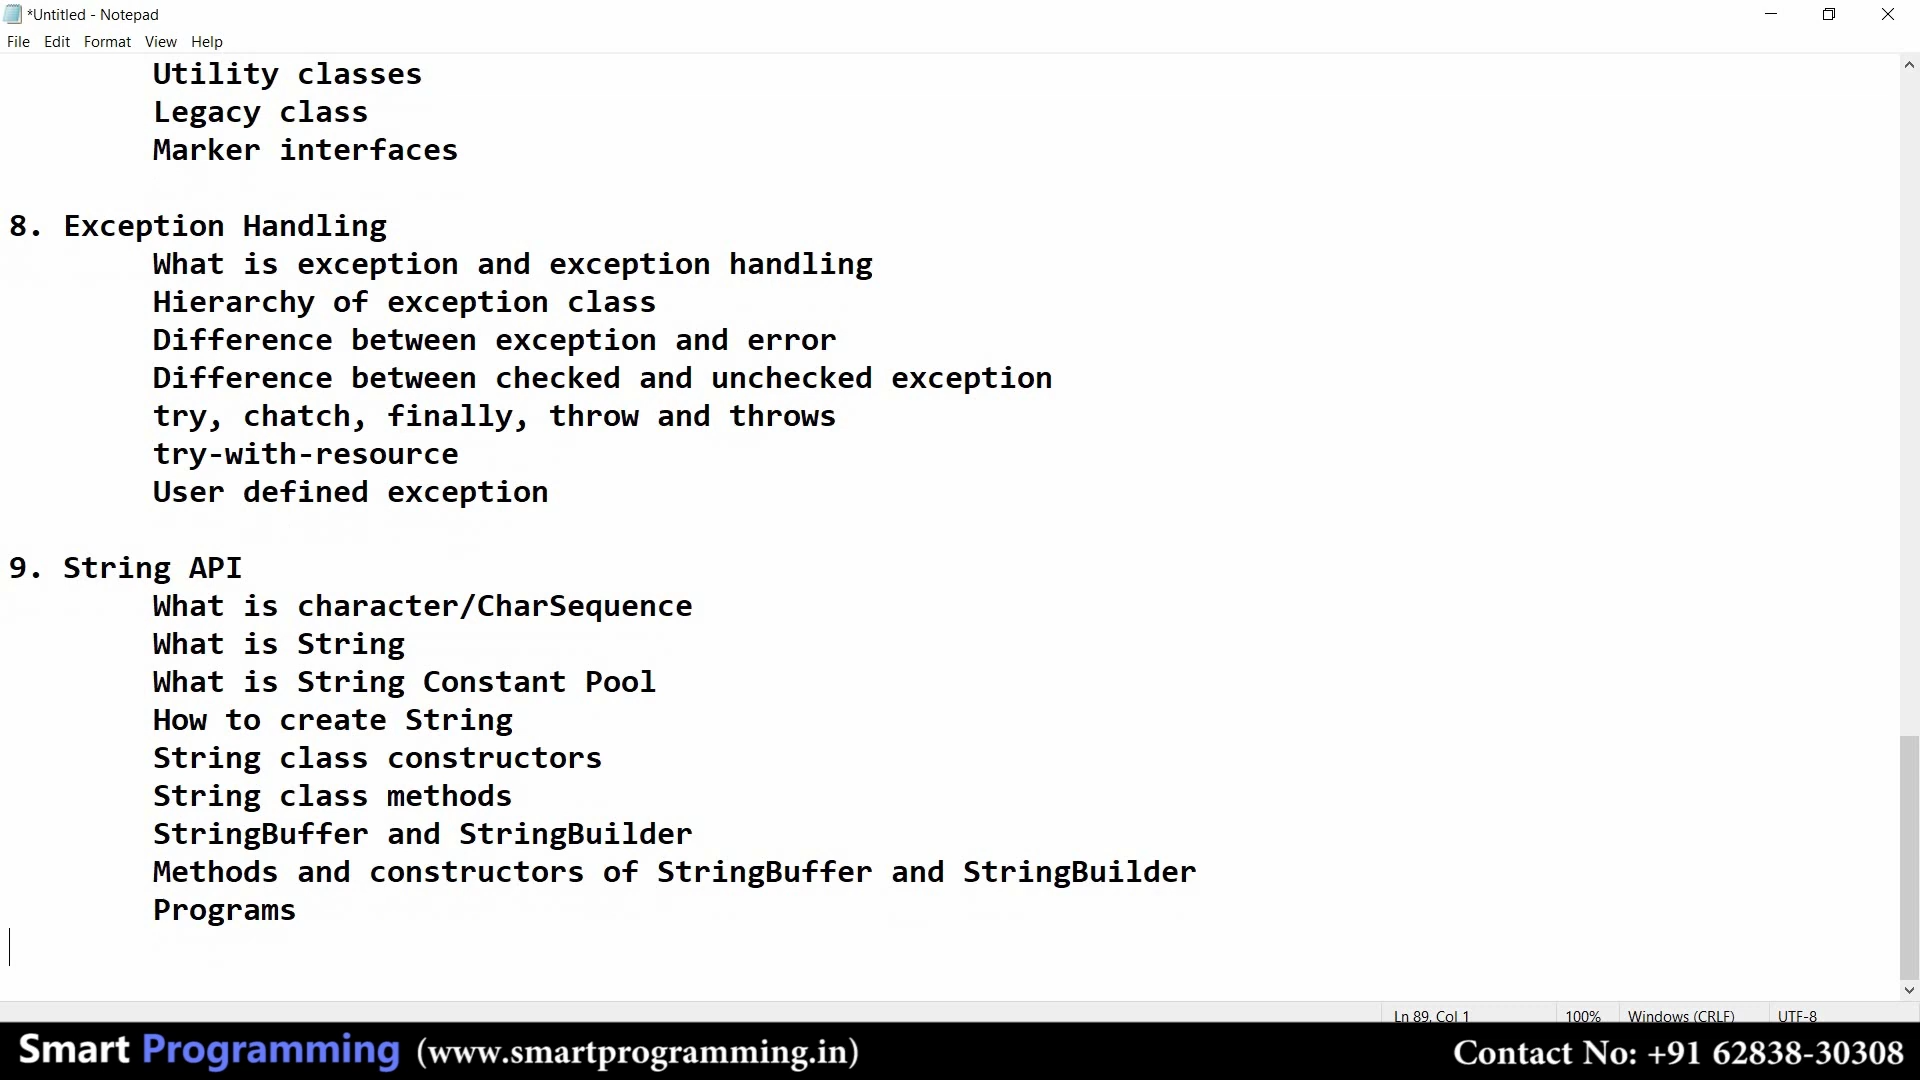 *Untitled - Notepad
File Edit Format View Help
Utility classes
Legacy class
Marker interfaces
8. Exception Handling
What is exception and exception handling
Hierarchy of exception class
Difference between exception and error
Difference between checked and unchecked exception
try, chatch, finally, throw and throws
try-with-resource
User defined exception
9. String API
What is character/CharSequence
What is String
What is String Constant Pool
How to create String
String class constructors
String class methods
StringBuffer and StringBuilder
Methods and constructors of StringBuffer and StringBuilder
Programs
Ln 89, Col 1 100% Windows (CRLF) UTF-8
Smart Programming (www.smartprogramming.in) Contact No: +91 62838-30308